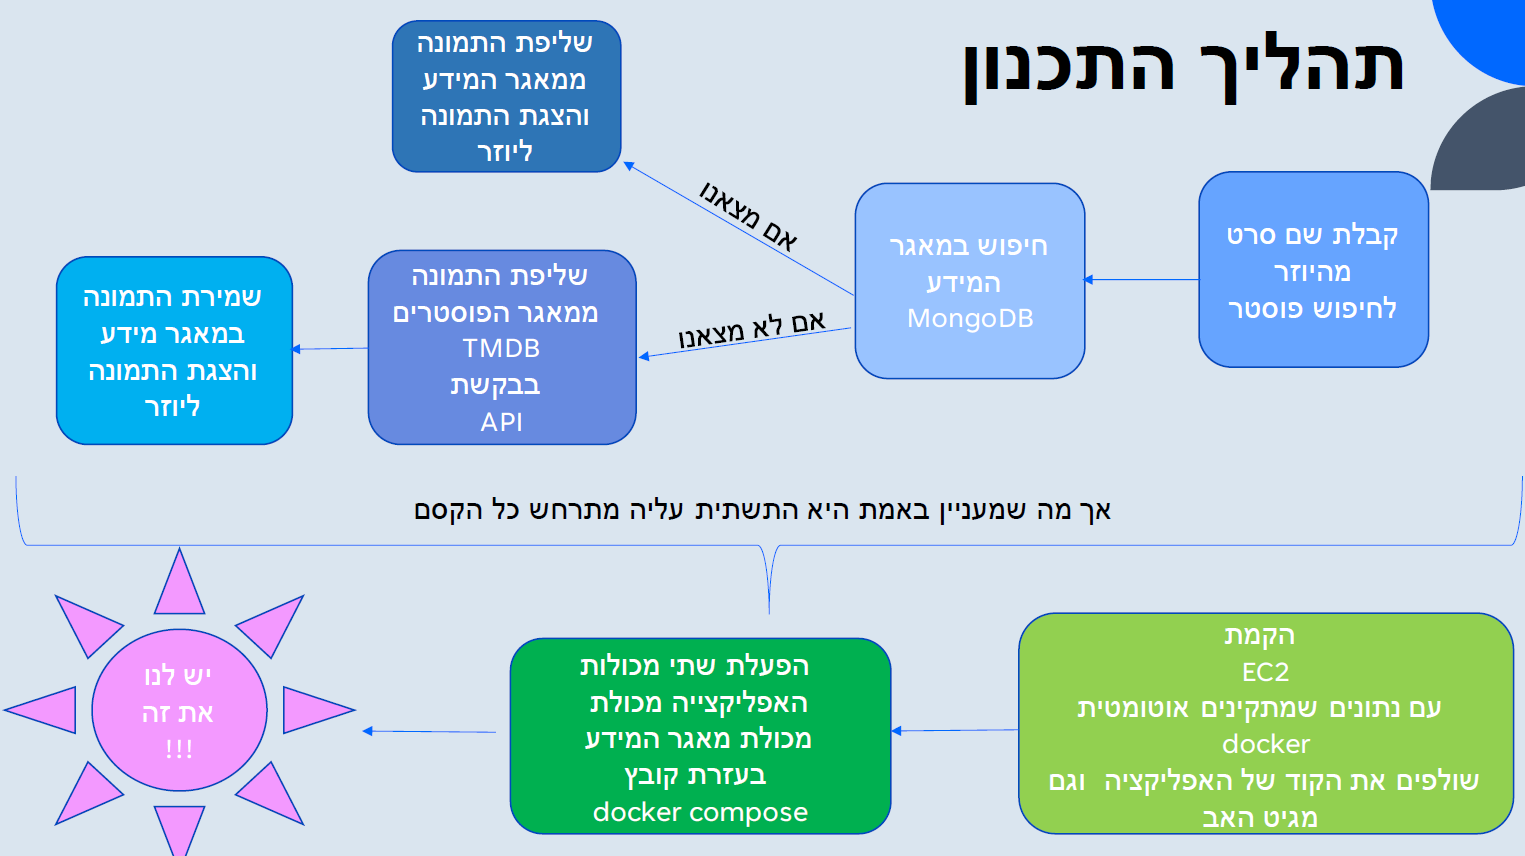 תהליך התכנון
קבלת שם סרט
מהיוזר
לחיפוש פוסטר
חיפוש במאגר
המידע
MongoDB
אם מצאנו
שליפת התמונה
ממאגר המידע
והצגת התמונה
ליוזר
אם לא מצאנו
שליפת התמונה
ממאגר הפוסטרים
TMDB
בבקשת
API
שמירת התמונה
במאגר מידע
והצגת התמונה
ליוזר
אך מה שמעניין באמת היא התשתית עליה מתרחש כל הקסם
הקמת
EC2
עם נתונים שמתקינים אוטומטית
docker
שולפים את הקוד של האפליקציה וגם
מגיט האב
הפעלת שתי מכולות
האפליקצייה מכולת
מכולת מאגר המידע
בעזרת קובץ
docker compose
יש לנו
את זה
!!!